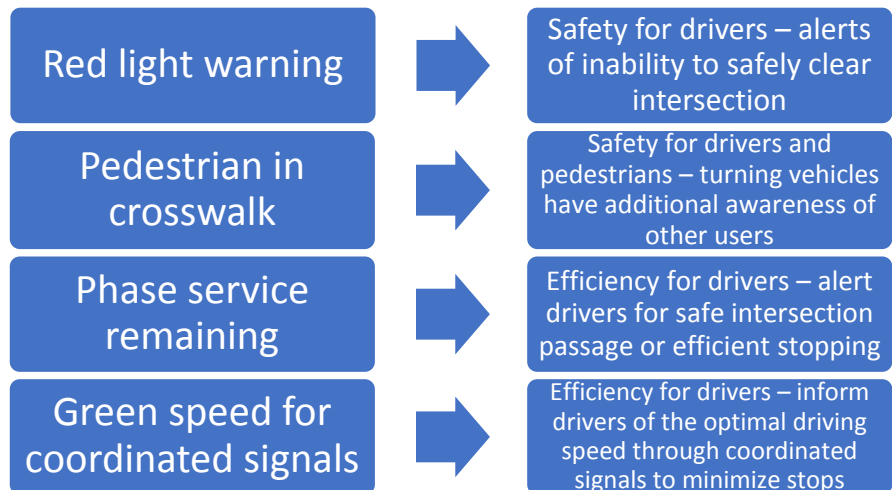 Red light warning
Safety for drivers – alerts
of inability to safely clear
intersection
Pedestrian in
crosswalk
Safety for drivers and
pedestrians – turning vehicles
have additional awareness of
other users
Phase service
remaining
Efficiency for drivers – alert
drivers for safe intersection
passage or efficient stopping
Green speed for
coordinated signals
Efficiency for drivers – inform
drivers of the optimal driving
speed through coordinated
signals to minimize stops